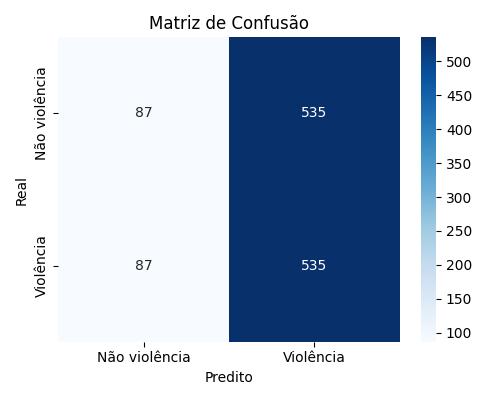 Matriz de Confusão
Não violência
87
535
500
450
400
350
300
250
200
150
100
Real
Violência
87
535
Não violência
Violência
Predito